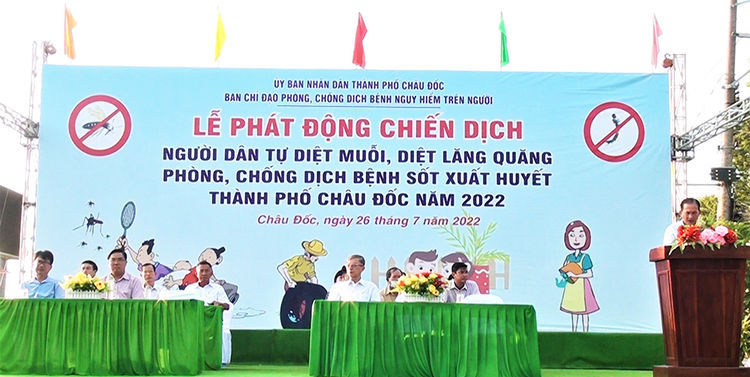 ỦY BAN NHÂN DÂN THÀNH PHỐ CHÂU ĐỐC
BAN CHỈ ĐẠO PHÒNG, CHỐNG DỊCH BỆNH NGUY HIỂM TRÊN NGƯỜI
LỄ PHÁT ĐỘNG CHIẾN DỊCH
NGƯỜI DÂN TỰ DIỆT MUỖI, DIỆT LĂNG QUĂNG
PHÒNG, CHỐNG DỊCH BỆNH SỐT XUẤT HUYẾT
THÀNH PHỐ CHÂU ĐỐC NĂM 2022
Châu Đốc, ngày 26 tháng 7 năm 2022